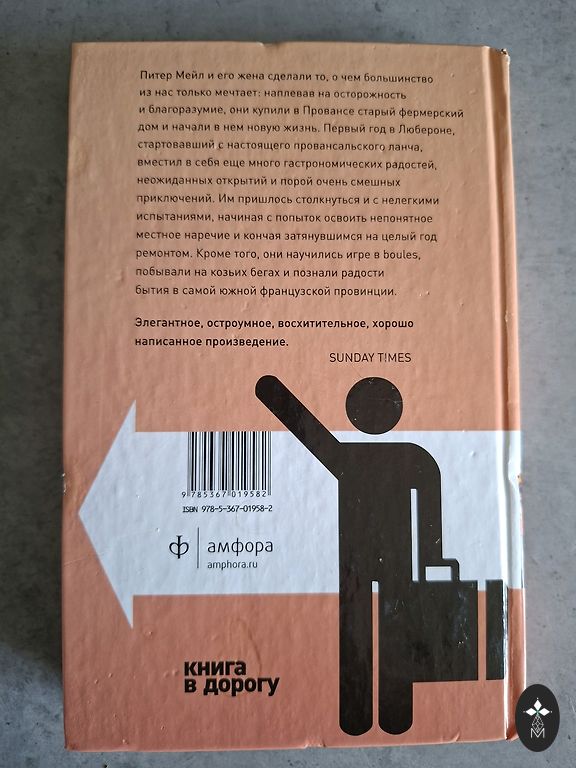 Питер Мейл и его жена сделали то, о чем большинство
из нас только мечтает: наплевав на осторожность
и благоразумие, они купили в Провансе старый фермерский
дом и начали в нем новую жизнь. Первый год в Любероне,
стартовавший с настоящего провансальского ланча,
вместил в себя еще много гастрономических радостей,
неожиданных открытий и порой очень смешных
приключений. Им пришлось столкнуться и с нелегкими
испытаниями, начиная с попыток освоить непонятное
местное наречие и кончая затянувшимся на целый год
ремонтом. Кроме того, они научились игре в boules,
побывали на козьих бегах и познали радости
бытия в самой южной французской провинции.
Элегантное, остроумное, восхитительное, хорошо
написанное произведение.
SUNDAY TIMES
9 785367 019582
ISBN 978-5-367-01958-2
Ф амфора
amphora.ru
книга
в дорогу
М